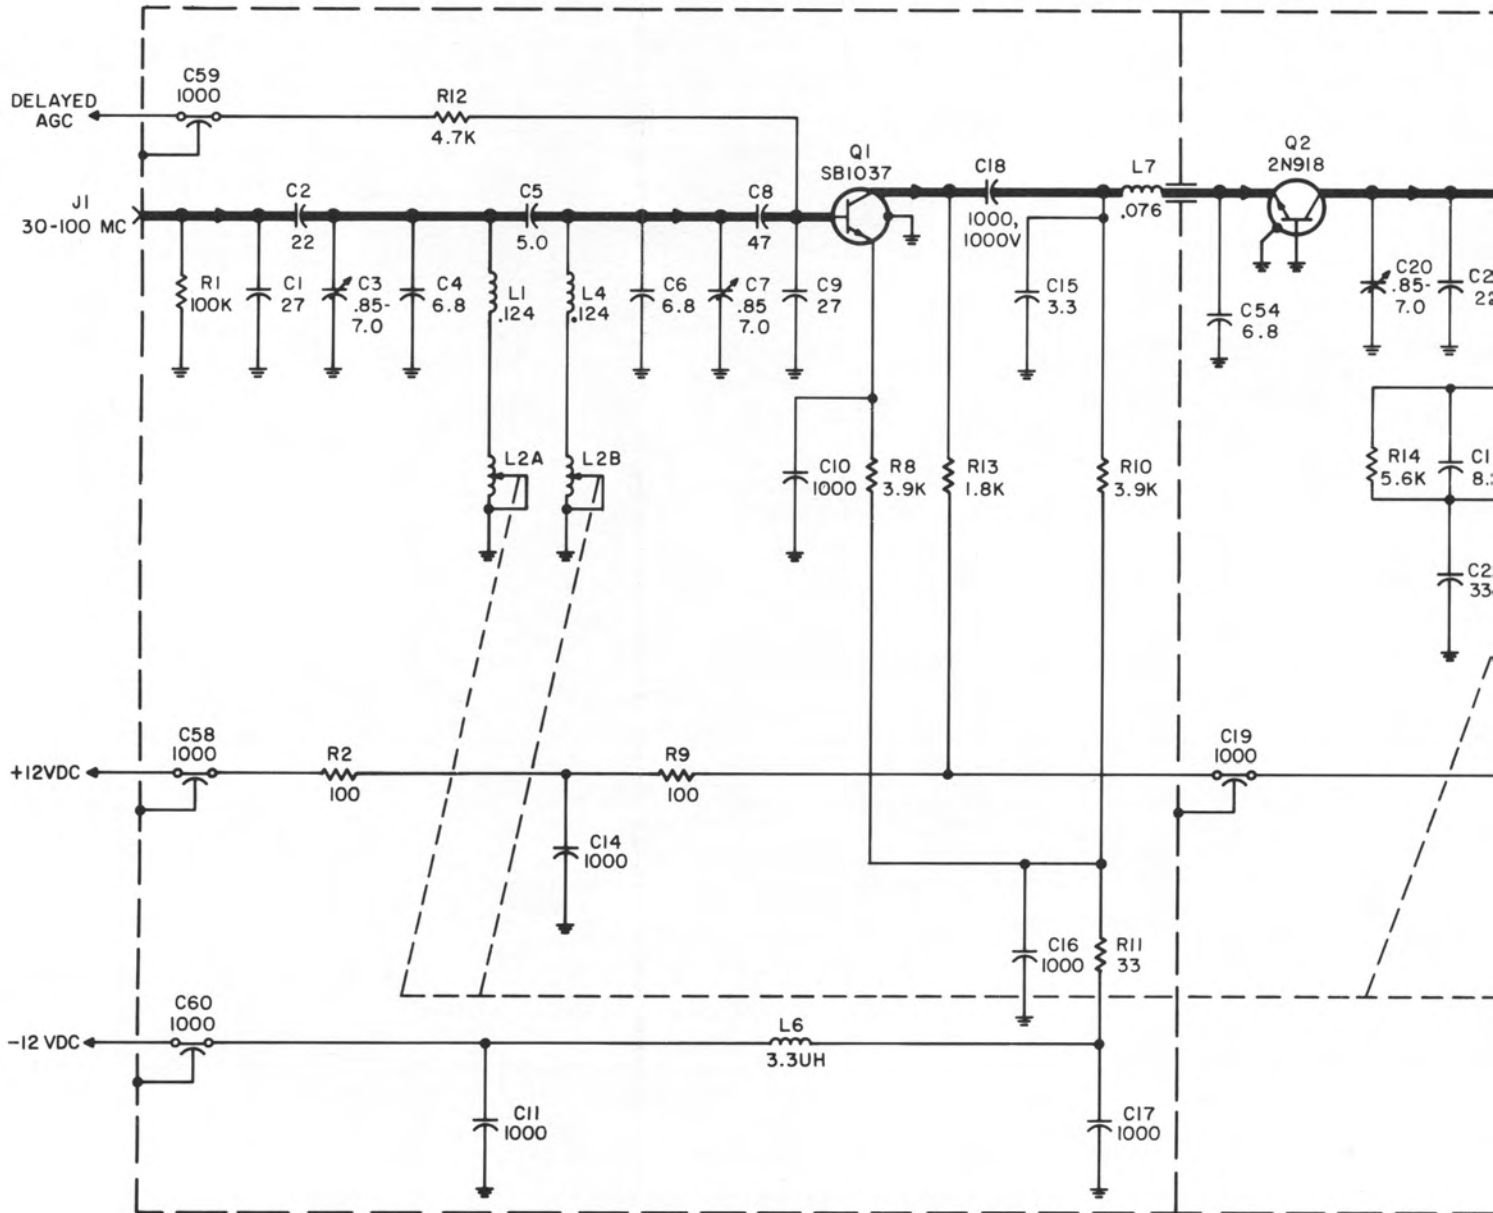 C59
1000
DELAYED
AGC
R12
4.7K
Q1
SB1037
C18
1000,
1000V
L7
.076
Q2
2N918
J1
30-100 MC
C2
22
C5
5.0
C8
47
R1
100K
C1
27
C3
.85-
7.0
C4
6.8
L1
.124
L4
.124
C6
6.8
C7
.85
7.0
C9
27
C15
3.3
C54
6.8
C20
.85-
7.0
L2A
L2B
C10
1000
R8
3.9K
R13
1.8K
R10
3.9K
R14
5.6K
C58
1000
+12VDC
R2
100
R9
100
C19
1000
C14
1000
C16
1000
R11
33
C60
1000
-12 VDC
L6
3.3UH
C11
1000
C17
1000